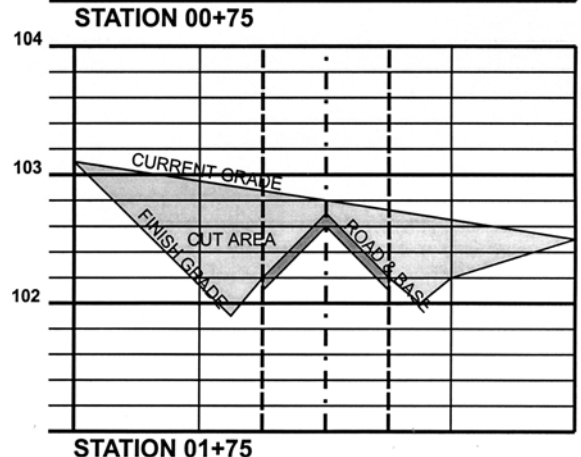 STATION 00+75
104
103
CURRENT GRADE
FINISH GRADE
CUT AREA
ROAD & BASE
102
STATION 01+75